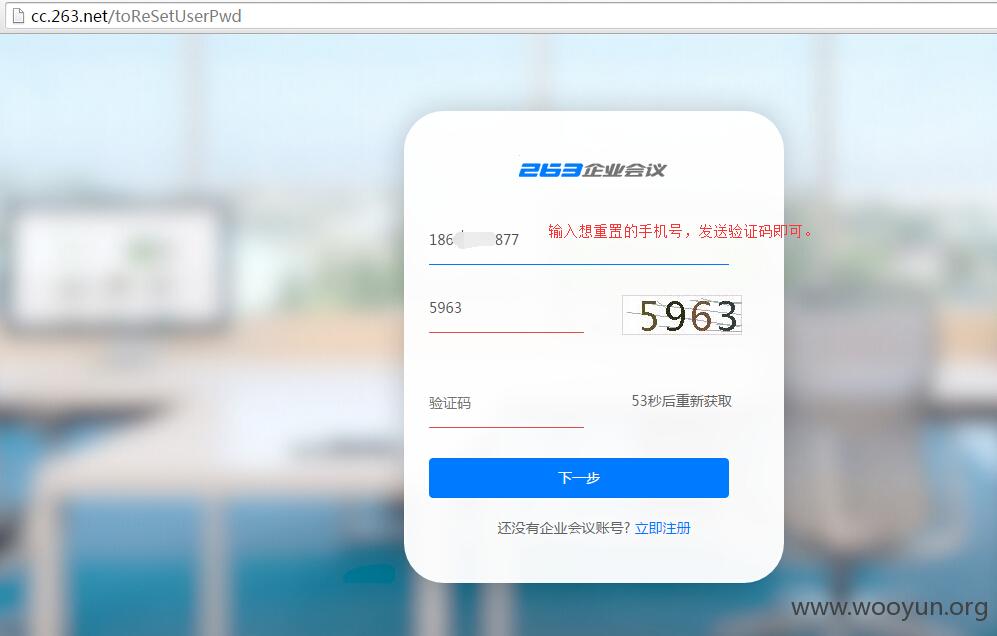 cc.263.net/toReSetUserPwd
263企业会议
186 877
输入想重置的手机号，发送验证码即可。
5963
5963
验证码
53秒后重新获取
下一步
还没有企业会议账号? 立即注册
www.wooyun.org